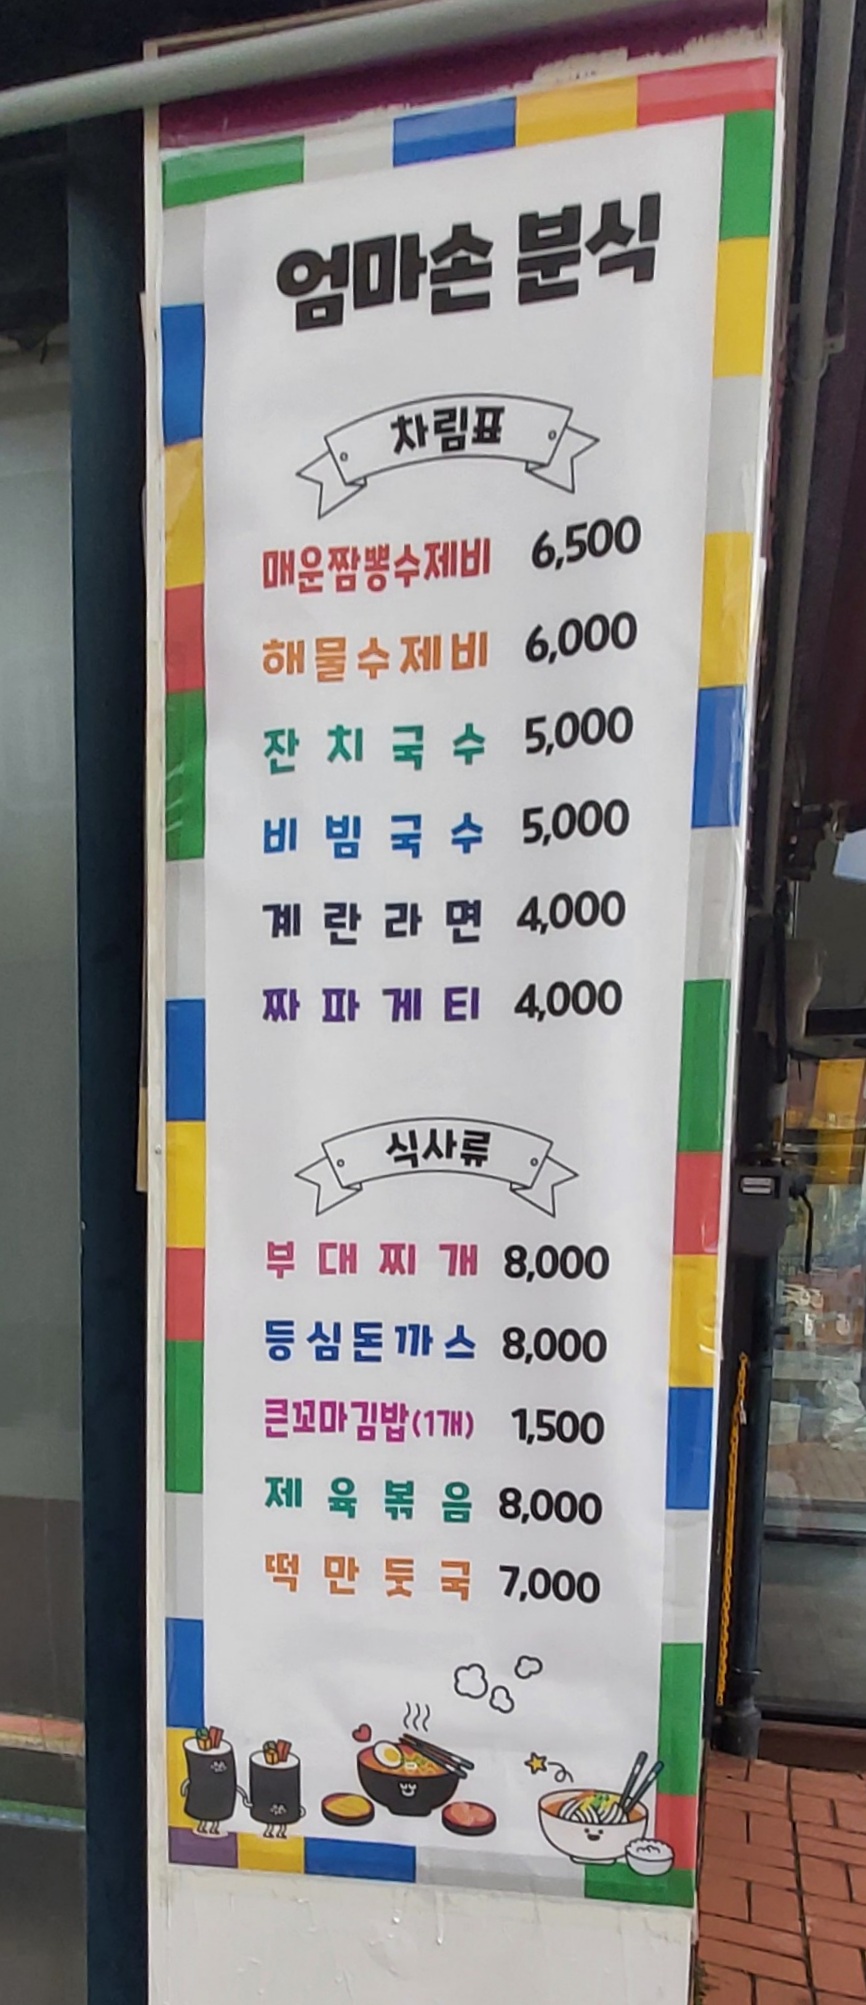 엄마손 분식
차림표
매운짬뽕수제비 6,500
해물수제비 6,000
잔치국수 5,000
비빔국수 5,000
계란라면 4,000
짜파게티 4,000
식사류
부대찌개 8,000
등심돈까스 8,000
큰꼬마김밥(1개) 1,500
제육볶음 8,000
떡만둣국 7,000